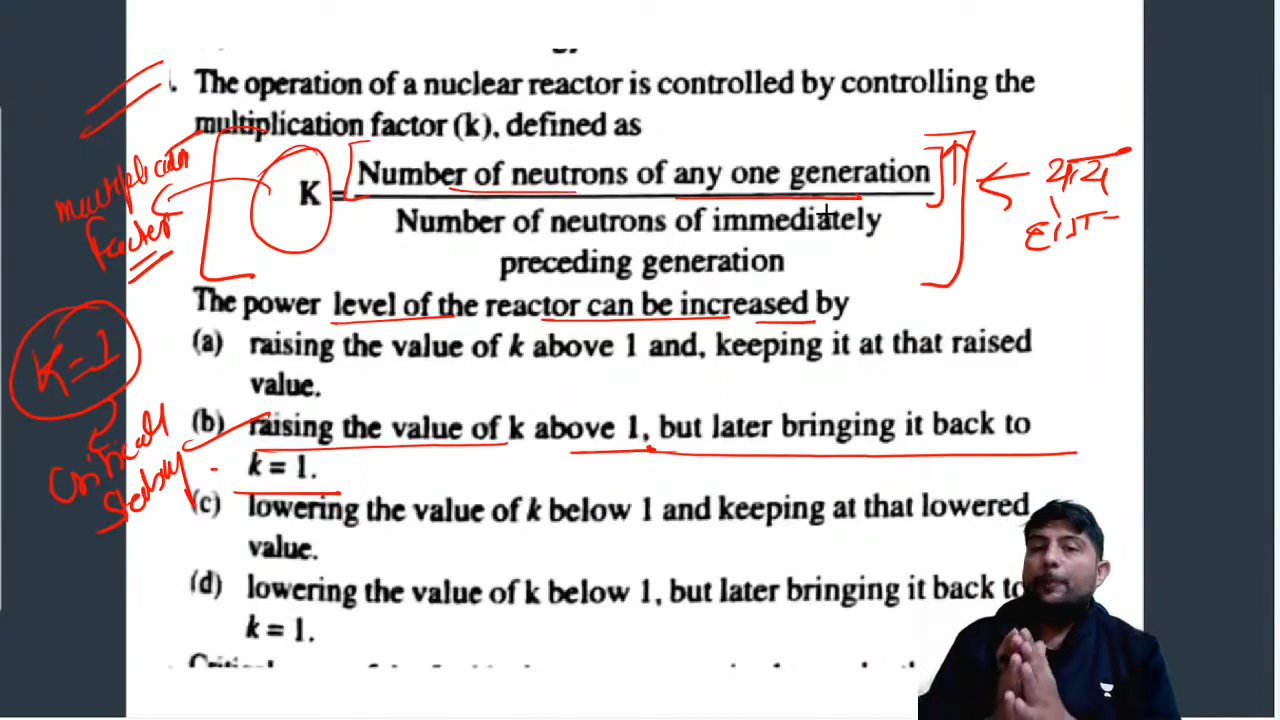 . The operation of a nuclear reactor is controlled by controlling the
multiplication factor (k), defined as
K = Number of neutrons of any one generation
Number of neutrons of immediately
preceding generation
The power level of the reactor can be increased by
(a) raising the value of k above 1 and, keeping it at that raised
value.
(b) raising the value of k above 1, but later bringing it back to
k = 1.
(c) lowering the value of k below 1 and keeping at that lowered
value.
(d) lowering the value of k below 1, but later bringing it back to
k = 1.
factor
K=1